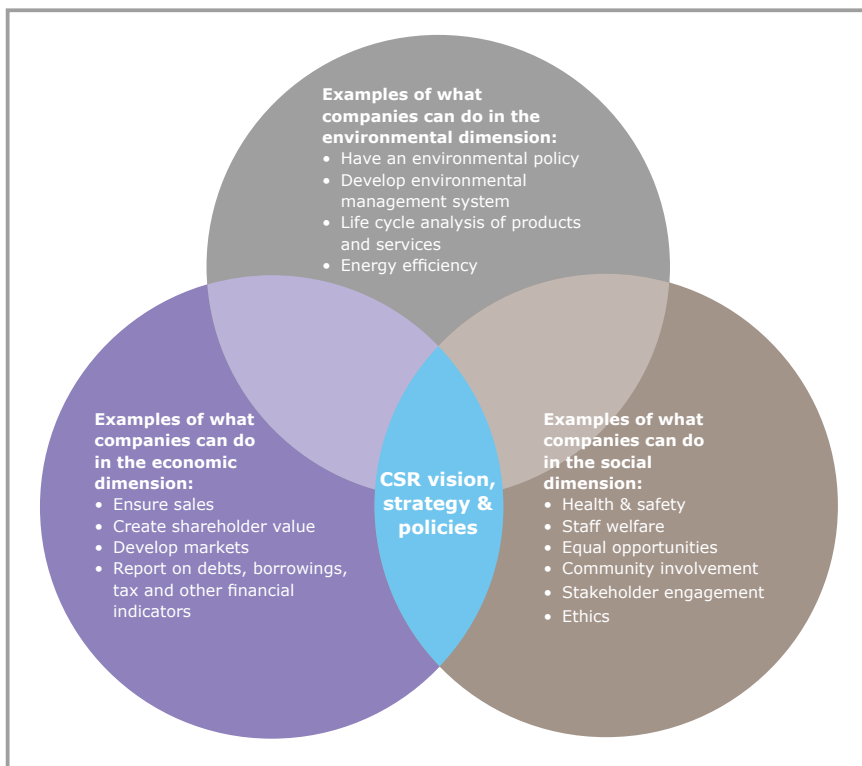 Examples of what
companies can do in the
environmental dimension:
• Have an environmental policy
• Develop environmental
management system
• Life cycle analysis of products
and services
• Energy efficiency
Examples of what
companies can do
in the economic
dimension:
• Ensure sales
• Create shareholder value
• Develop markets
• Report on debts, borrowings,
tax and other financial
indicators
CSR vision,
strategy &
policies
Examples of what
companies can do
in the social
dimension:
• Health & safety
• Staff welfare
• Equal opportunities
• Community involvement
• Stakeholder engagement
• Ethics